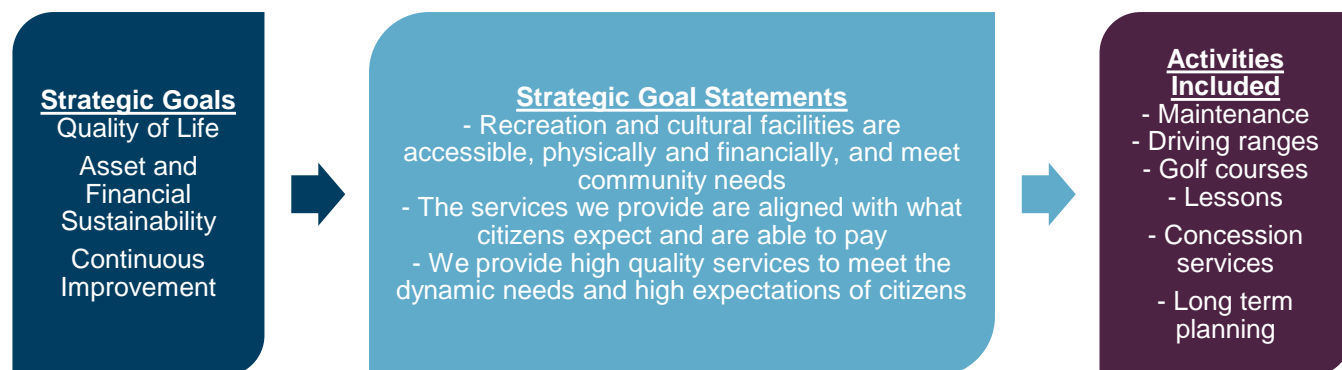 Strategic Goals
Quality of Life
Asset and
Financial
Sustainability
Continuous
Improvement
Strategic Goal Statements
- Recreation and cultural facilities are
accessible, physically and financially, and meet
community needs
- The services we provide are aligned with what
citizens expect and are able to pay
- We provide high quality services to meet the
dynamic needs and high expectations of citizens
Activities
Included
- Maintenance
- Driving ranges
- Golf courses
- Lessons
- Concession
services
- Long term
planning